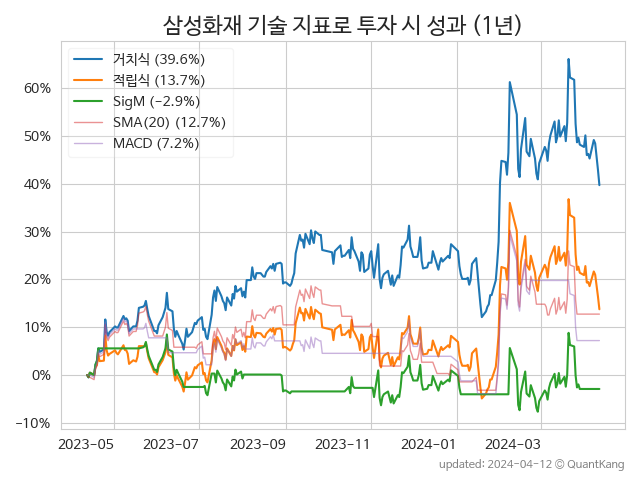 삼성화재 기술 지표로 투자 시 성과 (1년)
거치식 (39.6%)
적립식 (13.7%)
SigM (−2.9%)
SMA(20) (12.7%)
MACD (7.2%)
60%
50%
40%
30%
20%
10%
0%
−10%
2023-05 2023-07 2023-09 2023-11 2024-01 2024-03
updated: 2024-04-12 © QuantKang